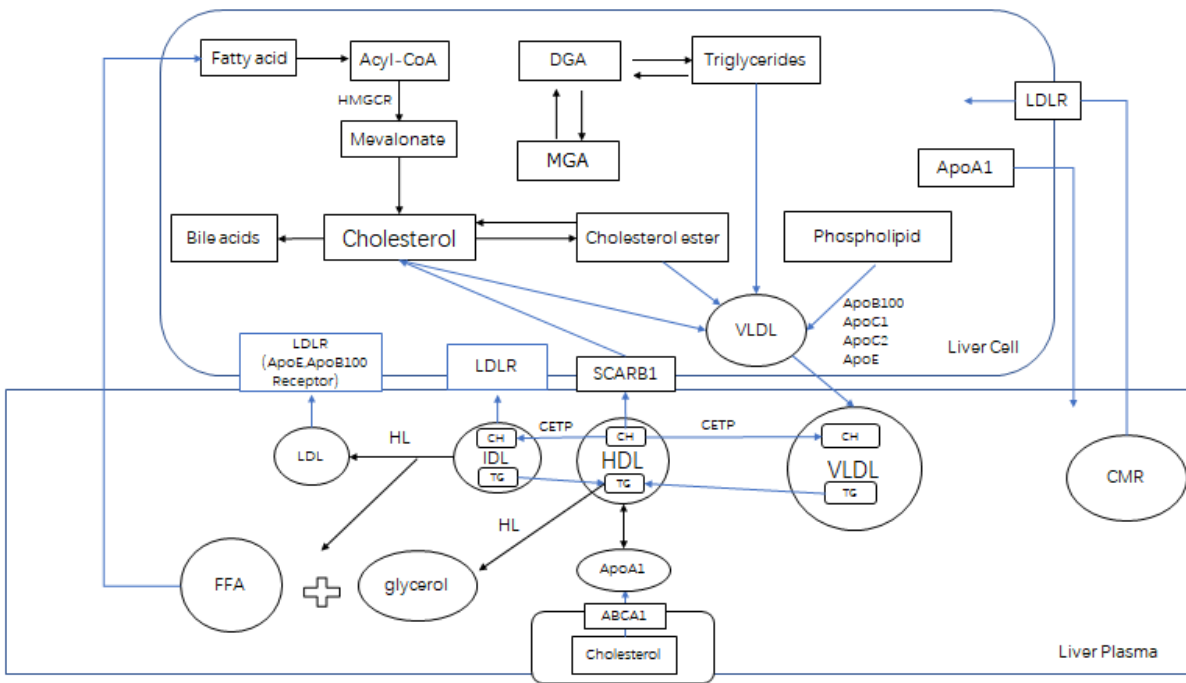 Fatty acid
Acyl-CoA
DGA
Triglycerides
HMGCR
LDLR
Mevalonate
MGA
ApoA1
Bile acids
Cholesterol
Cholesterol ester
Phospholipid
VLDL
ApoB100
ApoC1
ApoC2
ApoE
Liver Cell
LDLR
(ApoE,ApoB100
Receptor)
LDLR
SCARB1
LDL
HL
CH
IDL
TG
CETP
CH
HDL
TG
CETP
CH
VLDL
TG
CMR
HL
FFA
glycerol
ApoA1
ABCA1
Cholesterol
Liver Plasma